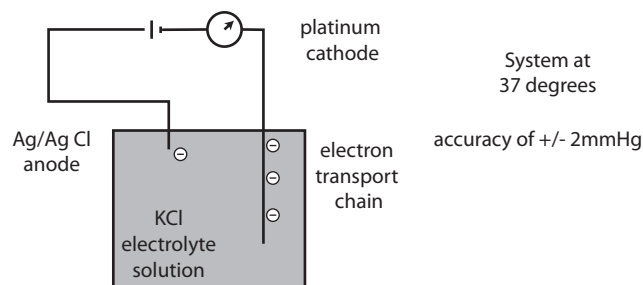 platinum
cathode
System at
37 degrees
Ag/Ag Cl
anode
electron
transport
chain
accuracy of +/- 2mmHg
KCl
electrolyte
solution